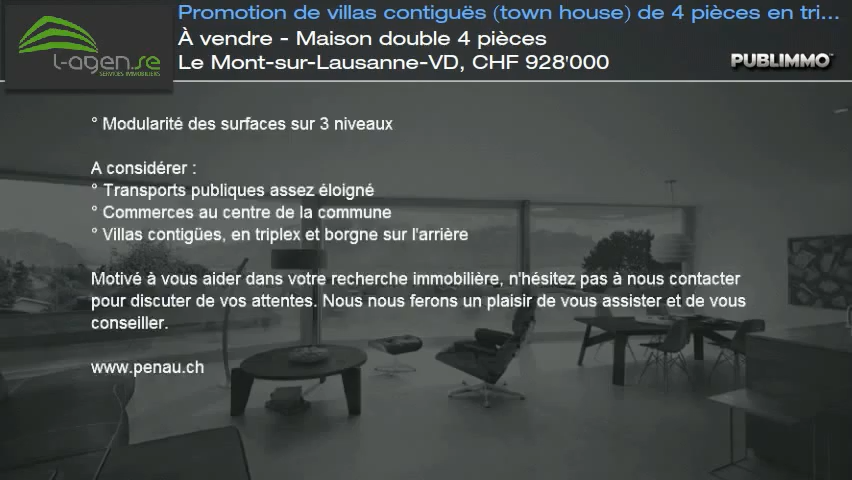 Promotion de villas contiguës (town house) de 4 pièces en tri...
À vendre - Maison double 4 pièces
Le Mont-sur-Lausanne-VD, CHF 928'000
l-agen.se
SERVICES IMMOBILIERS
PUBLIMMO
° Modularité des surfaces sur 3 niveaux
A considérer :
° Transports publiques assez éloigné
° Commerces au centre de la commune
° Villas contigües, en triplex et borgne sur l'arrière
Motivé à vous aider dans votre recherche immobilière, n'hésitez pas à nous contacter
pour discuter de vos attentes. Nous nous ferons un plaisir de vous assister et de vous
conseiller.
www.penau.ch